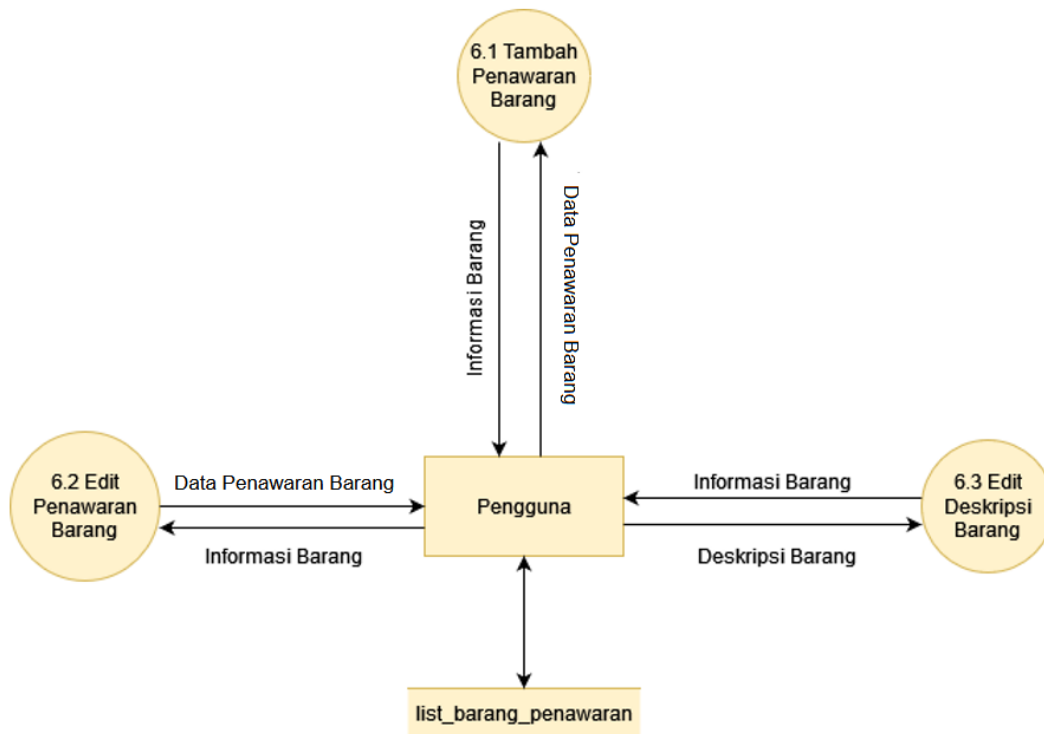 6.1 Tambah
Penawaran
Barang
Informasi Barang
Data Penawaran Barang
6.2 Edit
Penawaran
Barang
Data Penawaran Barang
Informasi Barang
Pengguna
Informasi Barang
Deskripsi Barang
6.3 Edit
Deskripsi
Barang
list_barang_penawaran